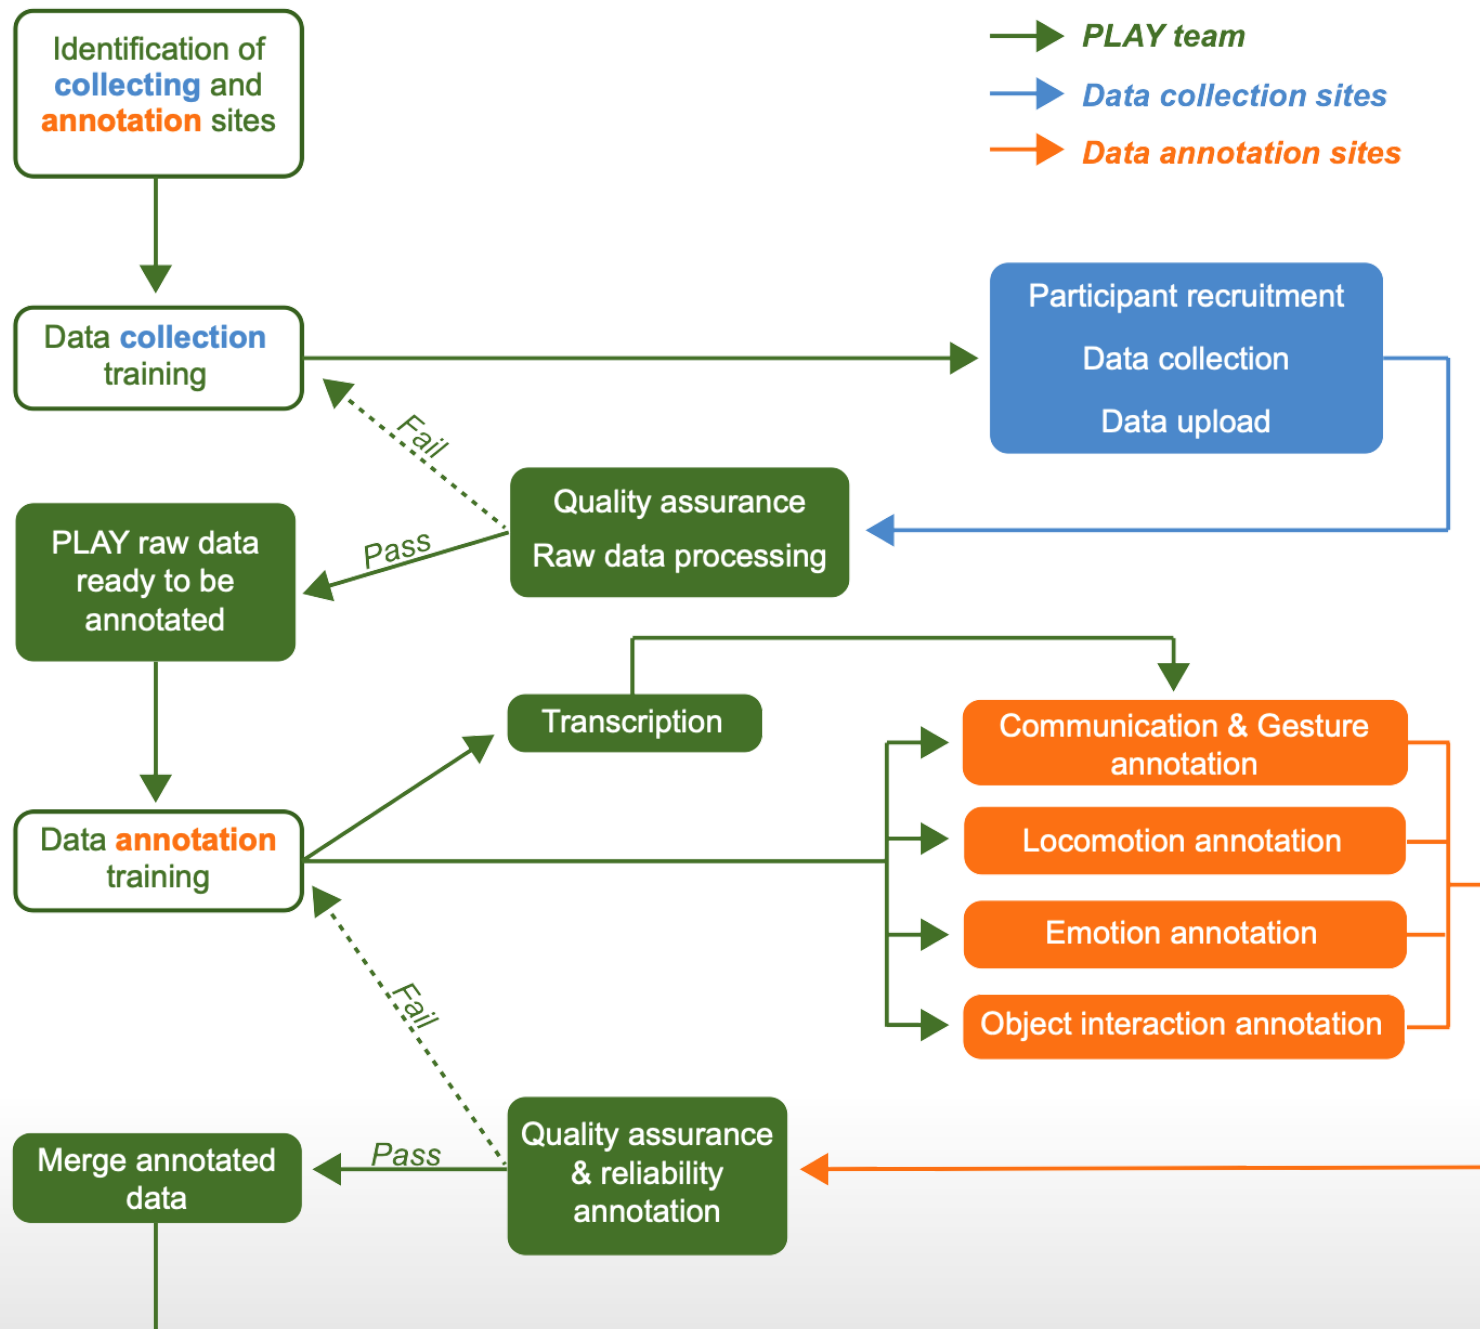 Identification of
collecting and
annotation sites
PLAY team
Data collection sites
Data annotation sites
Data collection
training
Participant recruitment
Data collection
Data upload
Fail
Quality assurance
Raw data processing
Pass
PLAY raw data
ready to be
annotated
Transcription
Communication & Gesture
annotation
Data annotation
training
Locomotion annotation
Emotion annotation
Object interaction annotation
Fail
Quality assurance
& reliability
annotation
Pass
Merge annotated
data